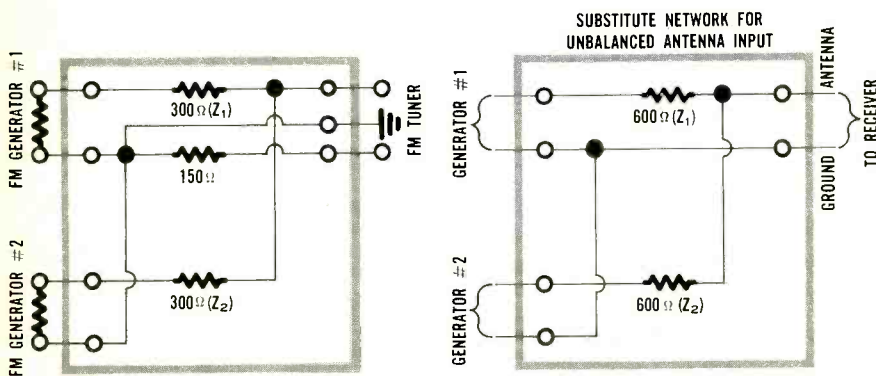 FM GENERATOR #1
300Ω(Z₁)
150Ω
FM GENERATOR #2
300Ω(Z₂)
FM TUNER
SUBSTITUTE NETWORK FOR
UNBALANCED ANTENNA INPUT
GENERATOR #1
600Ω(Z₁)
GENERATOR #2
600Ω(Z₂)
ANTENNA
GROUND
TO RECEIVER